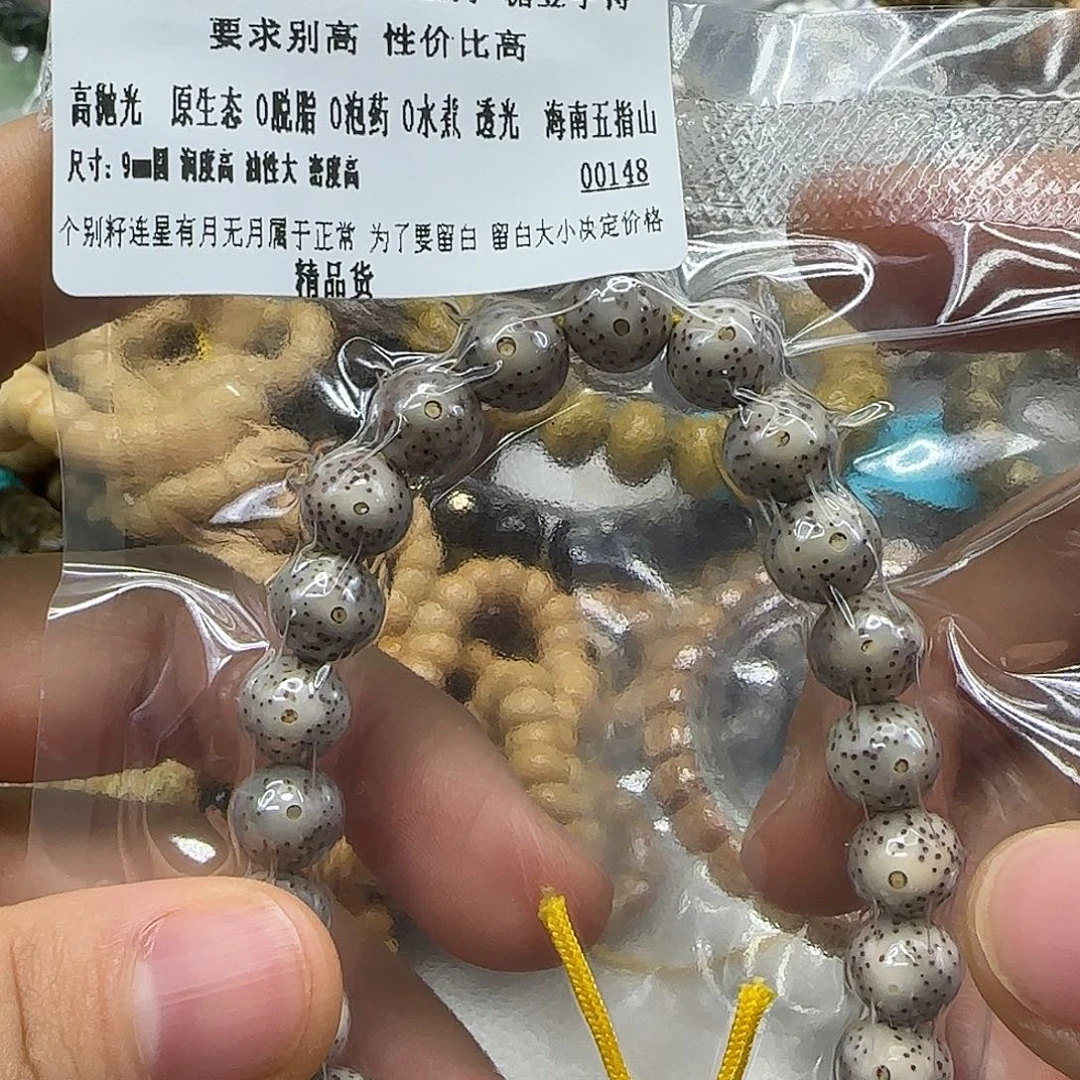 要求别高 性价比高
高抛光 原生态 0脱脂 0泡药 0水煮 透光 海南五指山
尺寸：9mm圆 润度高 油性大 密度高 00148
个别籽连星有月无月属于正常 为了要留白 留白大小决定价格
精品货